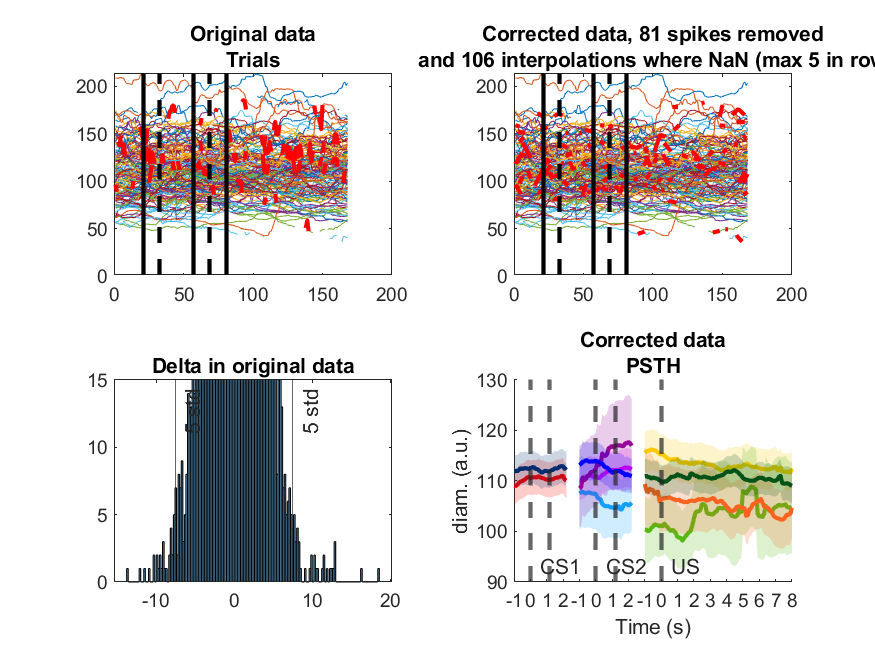 Original data
Trials
200
150
100
50
0
0 50 100 150 200
Corrected data, 81 spikes removed
and 106 interpolations where NaN (max 5 in row
200
150
100
50
0
0 50 100 150 200
Delta in original data
15
10
5
0
-10 0 10 20
5 std
5 std
Corrected data
PSTH
130
120
110
100
90
diam. (a.u.)
CS1 CS2 US
-1 0 1 2 -1 0 1 2 -1 0 1 2 3 4 5 6 7 8
Time (s)